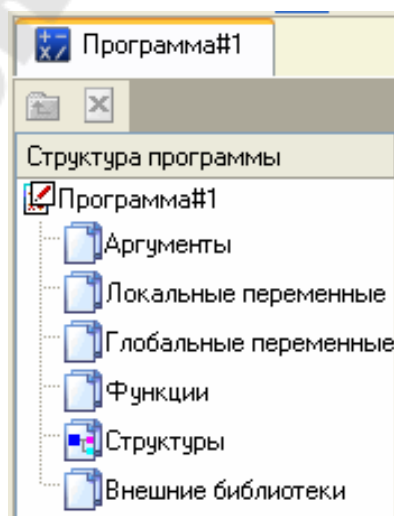 Программа#1
Структура программы
Программа#1
Аргументы
Локальные переменные
Глобальные переменные
Функции
Структуры
Внешние библиотеки